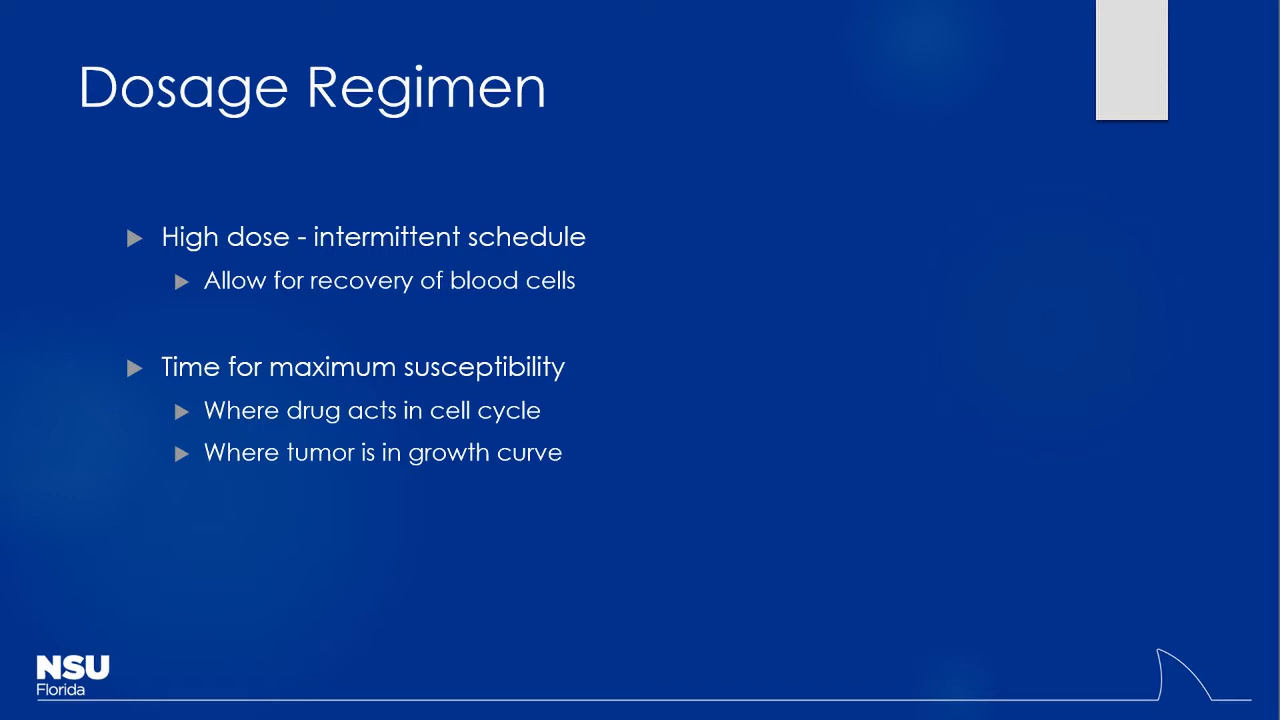 Dosage Regimen
High dose - intermittent schedule
Allow for recovery of blood cells
Time for maximum susceptibility
Where drug acts in cell cycle
Where tumor is in growth curve
NSU
Florida